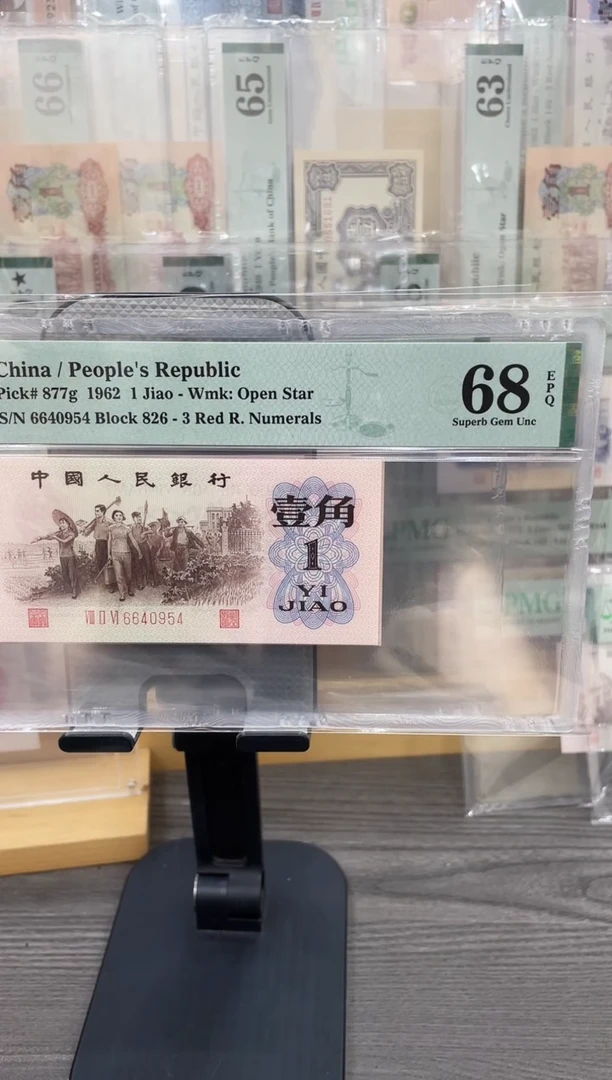 66
65
63
China / People's Republic
Pick# 877g 1962 1 Jiao - Wmk: Open Star
S/N 6640954 Block 826 - 3 Red R. Numerals
68
EPQ
Superb Gem Unc
中國人民銀行
壹角
1
YI
JIAO
VIII II VI 6640954
PMG
PMG